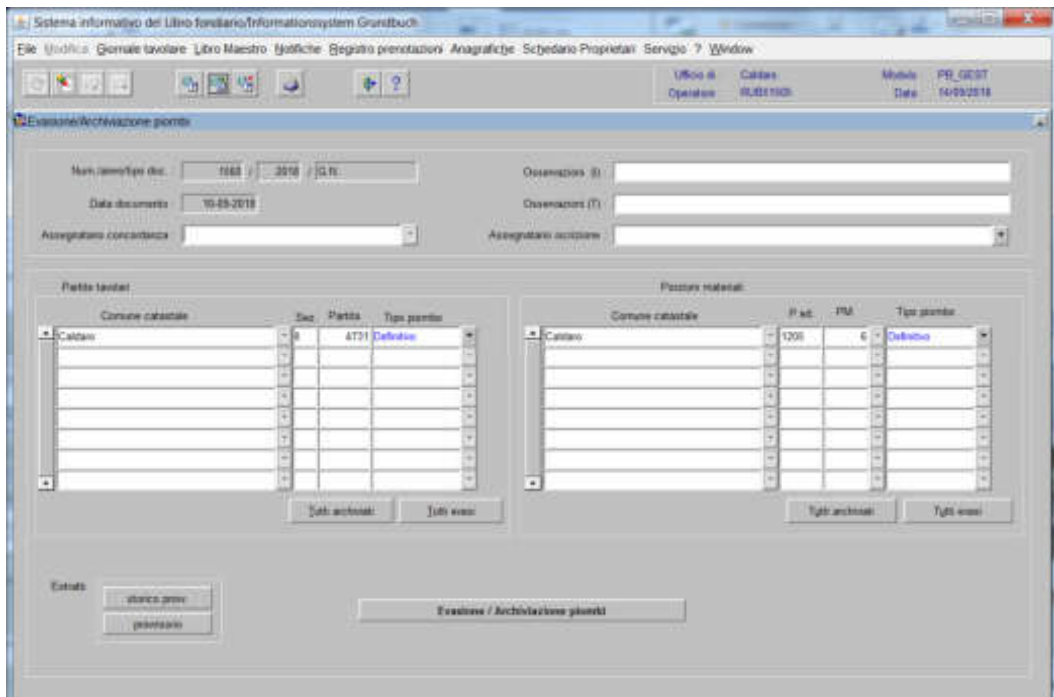 Sistema informativo del Libro fondiario/Informationssystem Grundbuch
File Modifica Giornale tavolare Libro Maestro Notifiche Registro prenotazioni Anagrafiche Schedario Proprietari Servizio ? Window
Ufficio di Caldaro Modulo PB_GEST
Operatore Data 14/09/2018
Evasione/Archiviazione piombi
Num./anno/tipo doc. / 2018 / G.N.
Osservazioni (I)
Data documento 10-09-2018
Osservazioni (T)
Assegnatario concordanza
Assegnatario iscrizione
Partite tavolari
Porzioni materiali
Comune catastale Sez. Partita Tipo piombo
Comune catastale P.ed. PM Tipo piombo
Caldaro 4731 Definitivo
Caldaro 1205 6 Definitivo
Tutti archiviati Tutti evasi
Tutti archiviati Tutti evasi
Estratti
storico prov.
provvisorio
Evasione / Archiviazione piombi